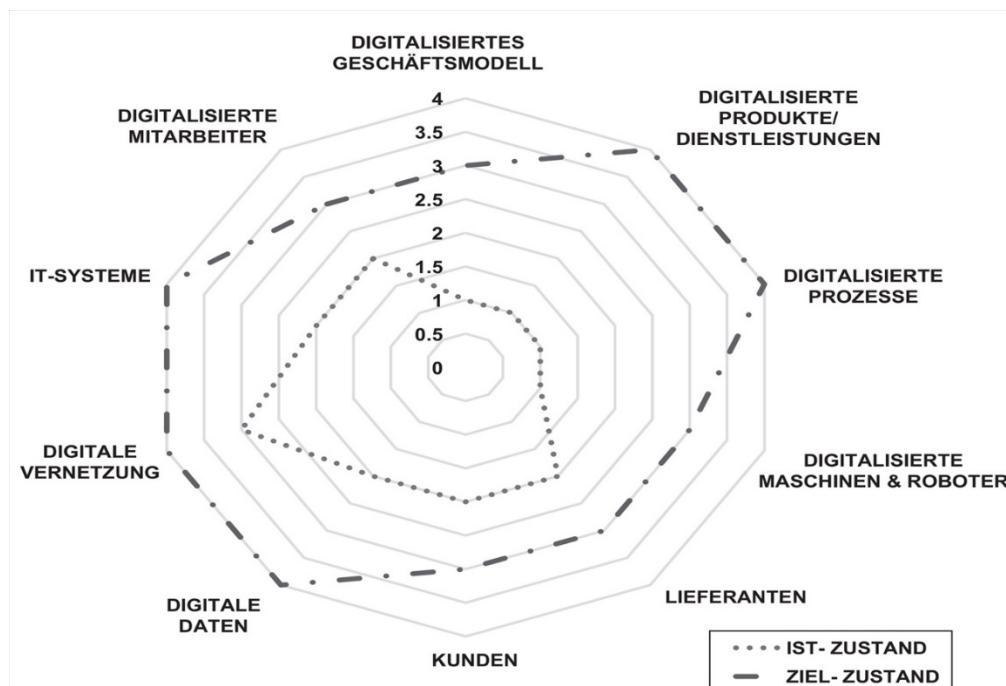 DIGITALISIERTES
GESCHÄFTSMODELL
DIGITALISIERTE
PRODUKTE/
DIENSTLEISTUNGEN
DIGITALISIERTE
PROZESSE
DIGITALISIERTE
MASCHINEN & ROBOTER
LIEFERANTEN
KUNDEN
DIGITALE
DATEN
DIGITALE
VERNETZUNG
IT-SYSTEME
DIGITALISIERTE
MITARBEITER
4
3.5
3
2.5
2
1.5
1
0.5
0
IST- ZUSTAND
ZIEL- ZUSTAND